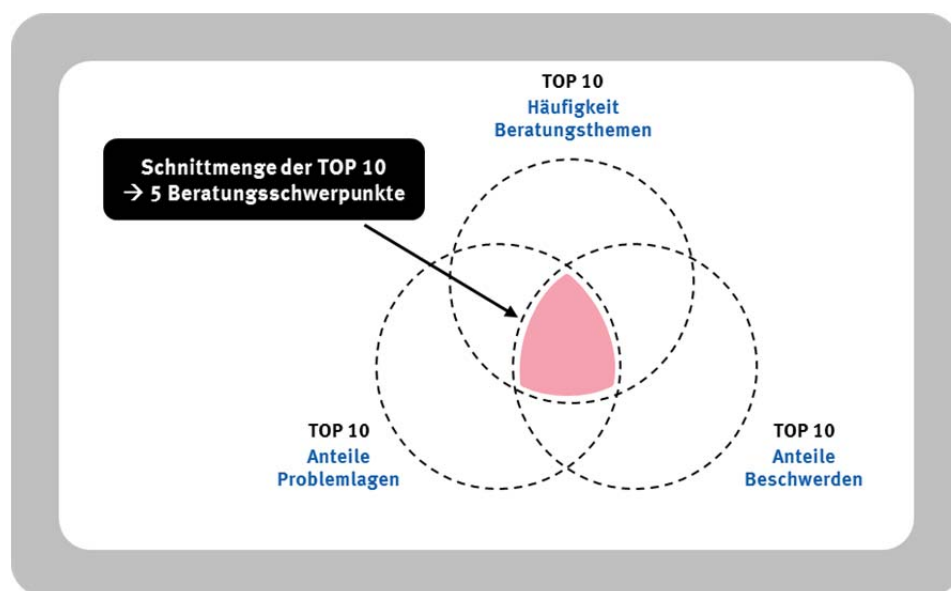 TOP 10
Häufigkeit
Beratungsthemen
Schnittmenge der TOP 10
→ 5 Beratungsschwerpunkte
TOP 10
Anteile
Problemlagen
TOP 10
Anteile
Beschwerden